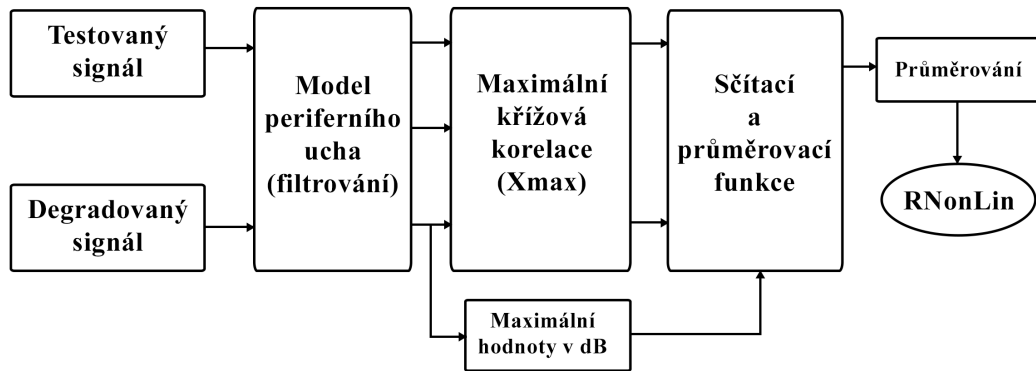 Testovaný
signál
Degradovaný
signál
Model
periferního
ucha
(filtrování)
Maximální
křížová
korelace
(Xmax)
Maximální
hodnoty v dB
Sčítací
a
průměrovací
funkce
Průměrování
RNonLin